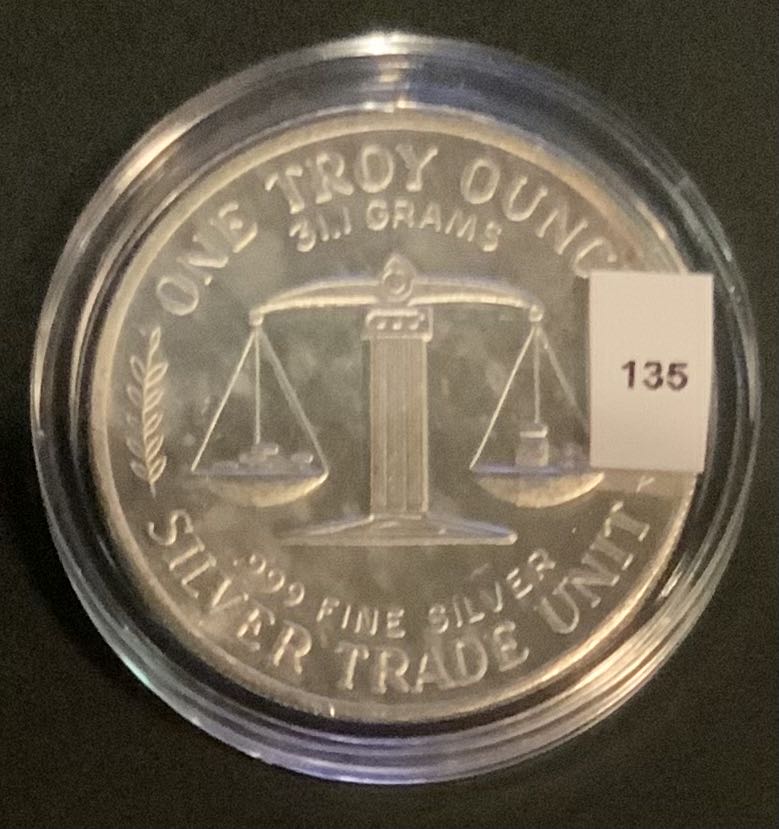 ONE TROY OUNC
31.1 GRAMS
135
.999 FINE SILVER
SILVER TRADE UNIT